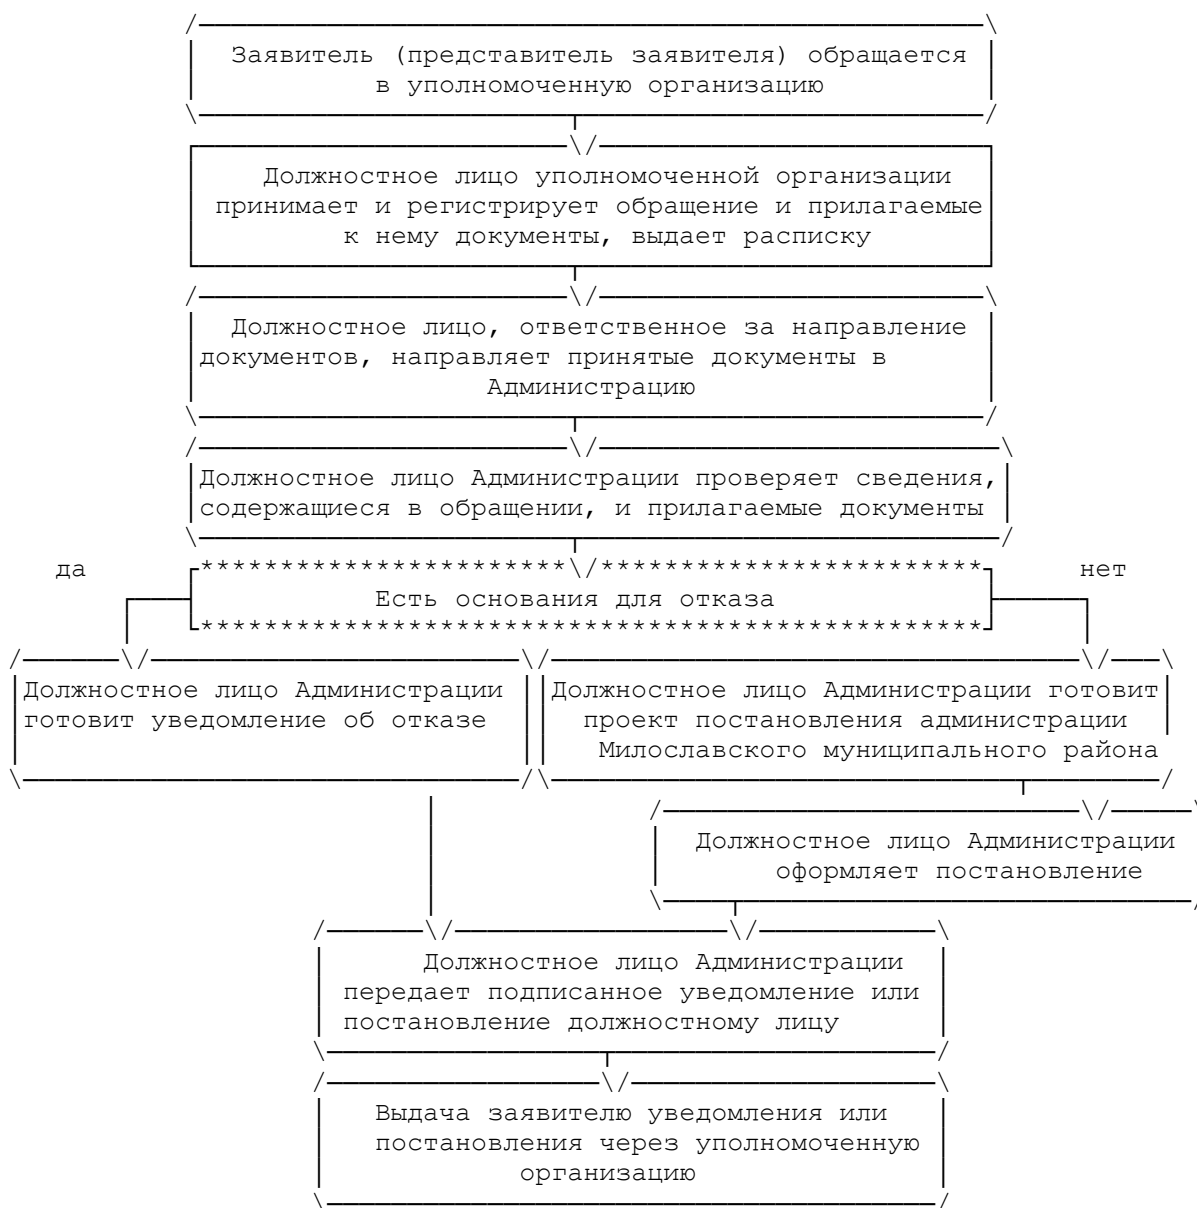 Заявитель (представитель заявителя) обращается
в уполномоченную организацию
Должностное лицо уполномоченной организации
принимает и регистрирует обращение и прилагаемые
к нему документы, выдает расписку
Должностное лицо, ответственное за направление
документов, направляет принятые документы в
Администрацию
Должностное лицо Администрации проверяет сведения,
содержащиеся в обращении, и прилагаемые документы
да
нет
Есть основания для отказа
Должностное лицо Администрации
готовит уведомление об отказе
Должностное лицо Администрации готовит
проект постановления администрации
Милославского муниципального района
Должностное лицо Администрации
оформляет постановление
Должностное лицо Администрации
передает подписанное уведомление или
постановление должностному лицу
Выдача заявителю уведомления или
постановления через уполномоченную
организацию